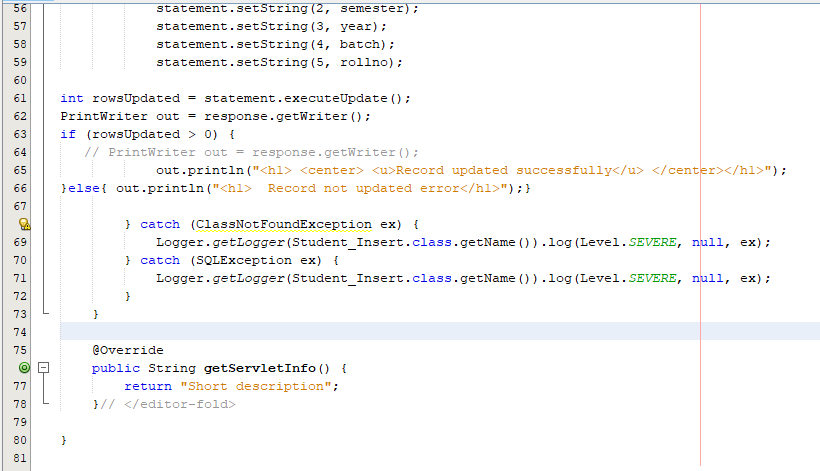 56 statement.setString(2, semester);
57 statement.setString(3, year);
58 statement.setString(4, batch);
59 statement.setString(5, rollno);
60
61 int rowsUpdated = statement.executeUpdate();
62 PrintWriter out = response.getWriter();
63 if (rowsUpdated > 0) {
64 // PrintWriter out = response.getWriter();
65 out.println("<h1> <center> <u>Record updated successfully</u> </center></h1>");
66 }else{ out.println("<h1>  Record not updated error</h1>");}
67
} catch (ClassNotFoundException ex) {
69 Logger.getLogger(Student_Insert.class.getName()).log(Level.SEVERE, null, ex);
70 } catch (SQLException ex) {
71 Logger.getLogger(Student_Insert.class.getName()).log(Level.SEVERE, null, ex);
72 }
73 }
74
75 @Override
public String getServletInfo() {
77 return "Short description";
78 }// </editor-fold>
79
80 }
81